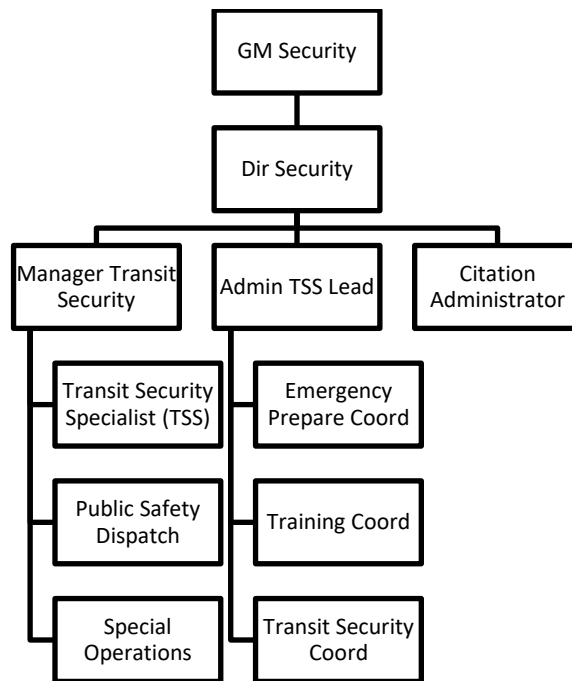 GM Security
Dir Security
Manager Transit
Security
Admin TSS Lead
Citation
Administrator
Transit Security
Specialist (TSS)
Emergency
Prepare Coord
Public Safety
Dispatch
Training Coord
Special
Operations
Transit Security
Coord